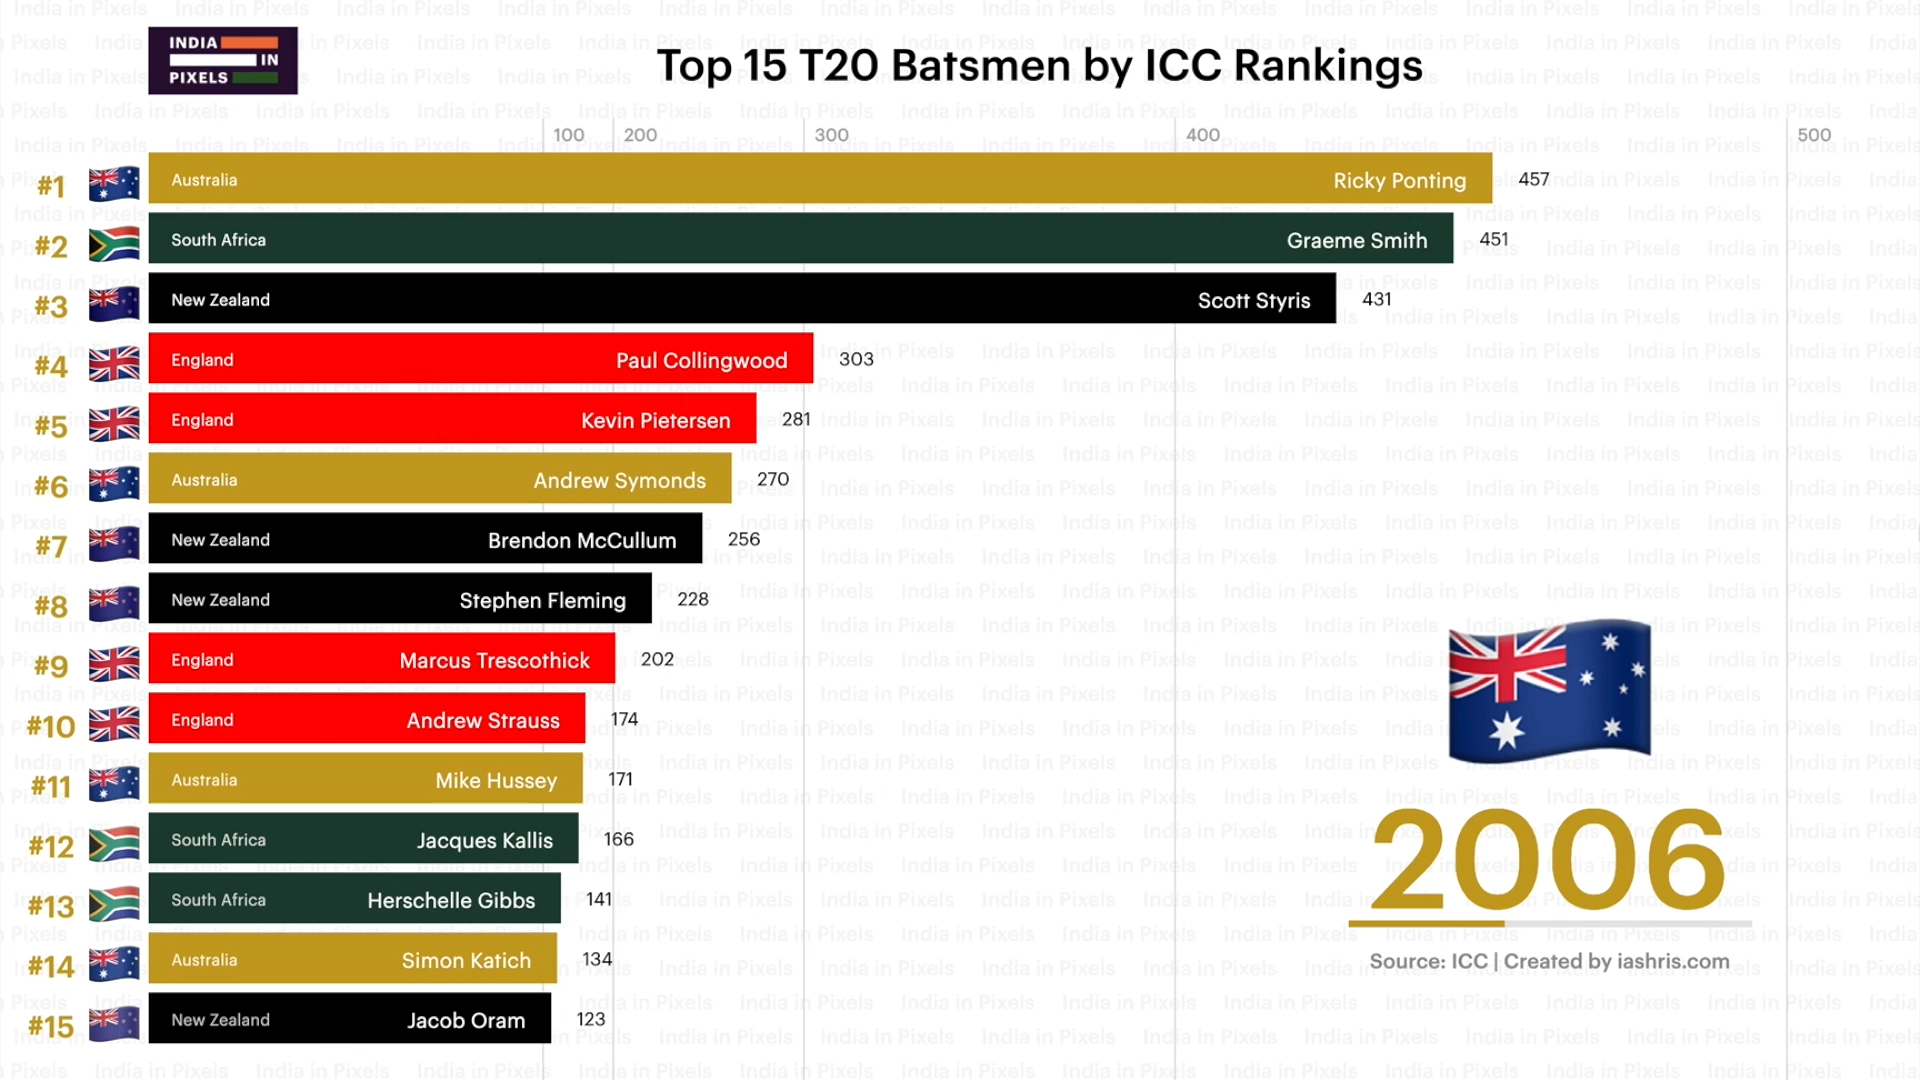 INDIA
IN
PIXELS
Top 15 T20 Batsmen by ICC Rankings
100 200 300 400 500
#1 Australia Ricky Ponting 457
#2 South Africa Graeme Smith 451
#3 New Zealand Scott Styris 431
#4 England Paul Collingwood 303
#5 England Kevin Pietersen 281
#6 Australia Andrew Symonds 270
#7 New Zealand Brendon McCullum 256
#8 New Zealand Stephen Fleming 228
#9 England Marcus Trescothick 202
#10 England Andrew Strauss 174
#11 Australia Mike Hussey 171
#12 South Africa Jacques Kallis 166
#13 South Africa Herschelle Gibbs 141
#14 Australia Simon Katich 134
#15 New Zealand Jacob Oram 123
2006
Source: ICC | Created by iashris.com
India in Pixels